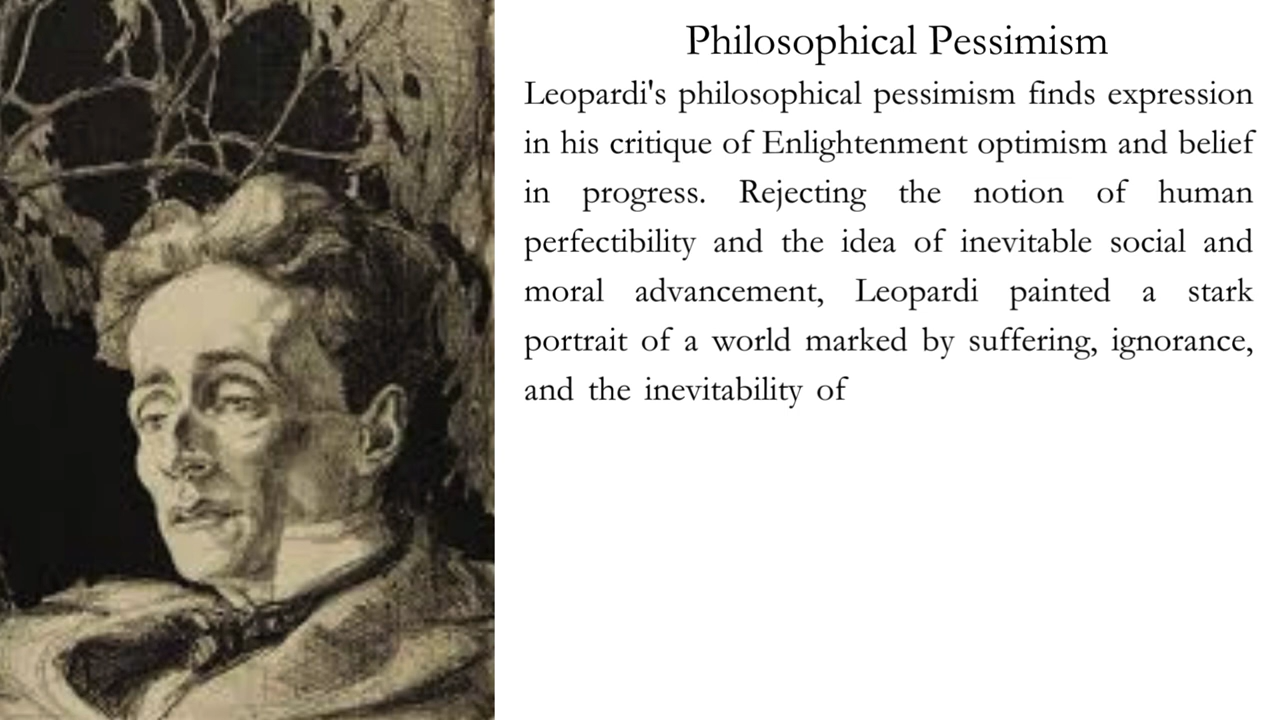 Philosophical Pessimism
Leopardi's philosophical pessimism finds expression
in his critique of Enlightenment optimism and belief
in progress. Rejecting the notion of human
perfectibility and the idea of inevitable social and
moral advancement, Leopardi painted a stark
portrait of a world marked by suffering, ignorance,
and the inevitability of